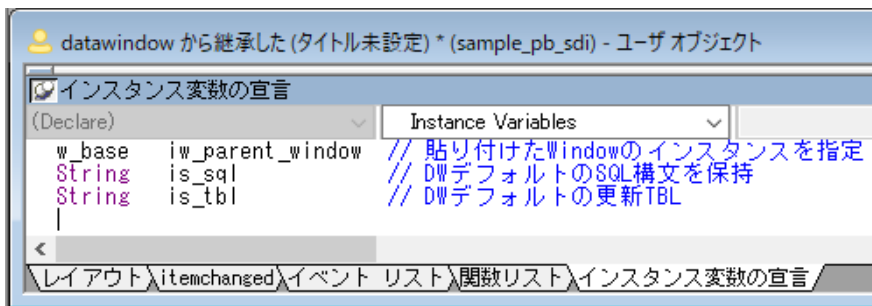 datawindow から継承した (タイトル未設定) * (sample_pb_sdi) - ユーザ オブジェクト
インスタンス変数の宣言
(Declare) Instance Variables
w_base iw_parent_window // 貼り付けたWindowのインスタンスを指定
String is_sql // DWデフォルトのSQL構文を保持
String is_tbl // DWデフォルトの更新TBL
レイアウト itemchanged イベント リスト 関数リスト インスタンス変数の宣言